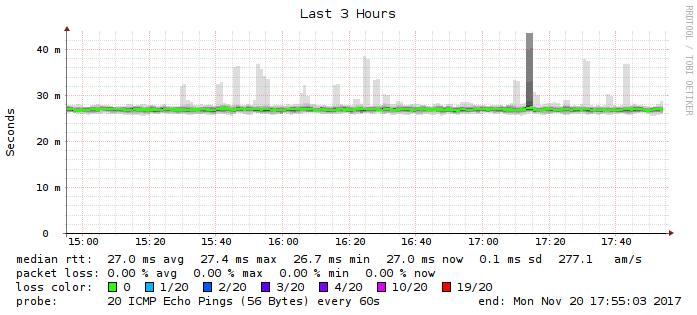 Last 3 Hours
RRDTOOL / TOBI OETIKER
Seconds
40 m
30 m
20 m
10 m
0
15:00 15:20 15:40 16:00 16:20 16:40 17:00 17:20 17:40
median rtt: 27.0 ms avg 27.4 ms max 26.7 ms min 27.0 ms now 0.1 ms sd 277.1 am/s
packet loss: 0.00 % avg 0.00 % max 0.00 % min 0.00 % now
loss color: 0 1/20 2/20 3/20 4/20 10/20 19/20
probe: 20 ICMP Echo Pings (56 Bytes) every 60s end: Mon Nov 20 17:55:03 2017